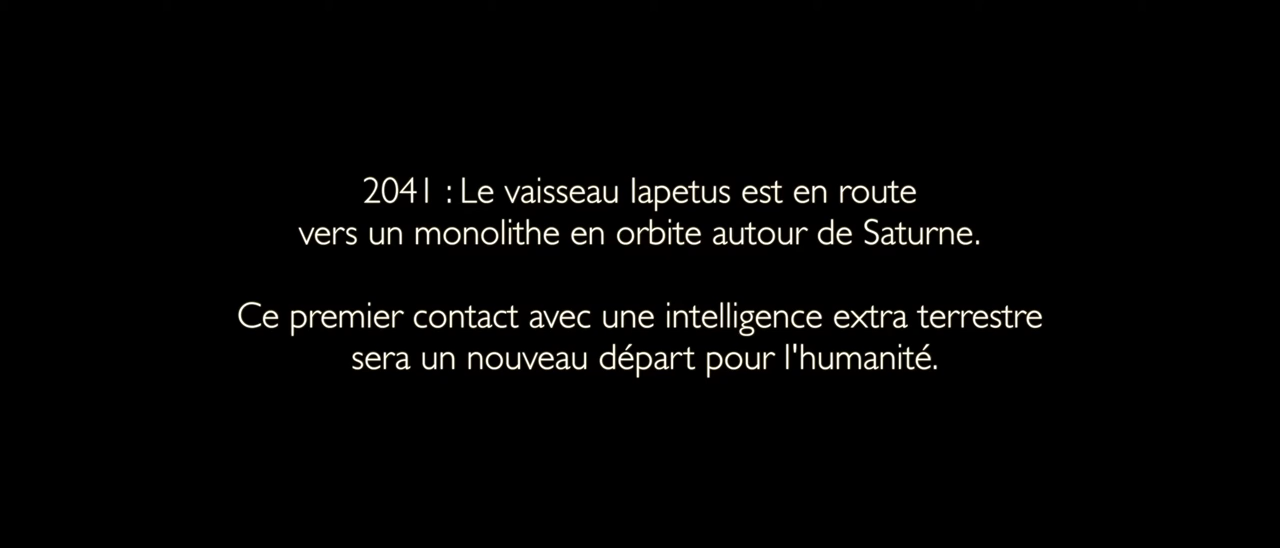 2041 : Le vaisseau Iapetus est en route
vers un monolithe en orbite autour de Saturne.
Ce premier contact avec une intelligence extra terrestre
sera un nouveau départ pour l'humanité.